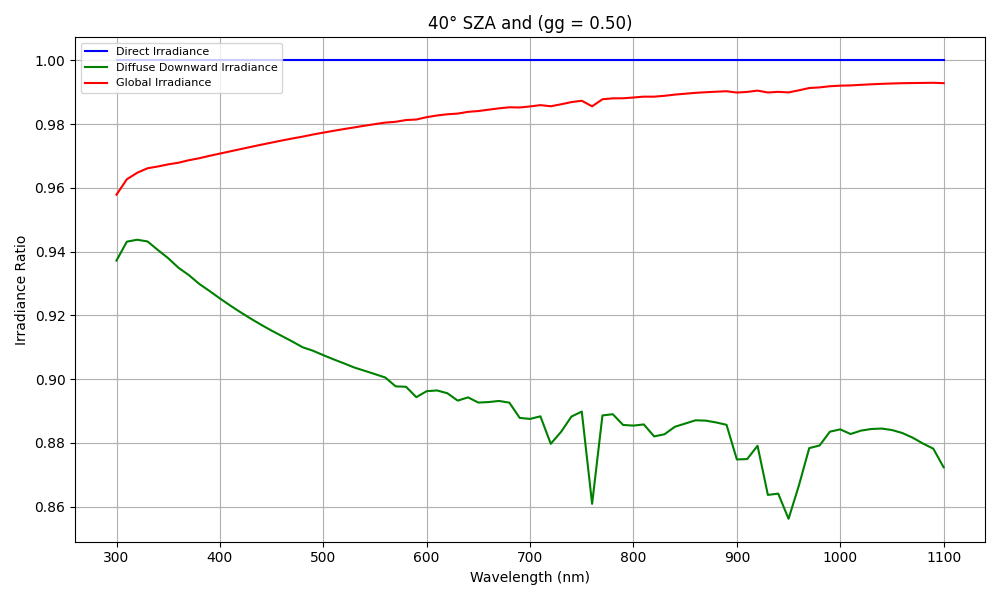 40° SZA and (gg = 0.50)
Direct Irradiance
Diffuse Downward Irradiance
Global Irradiance
Irradiance Ratio
1.00
0.98
0.96
0.94
0.92
0.90
0.88
0.86
300 400 500 600 700 800 900 1000 1100
Wavelength (nm)